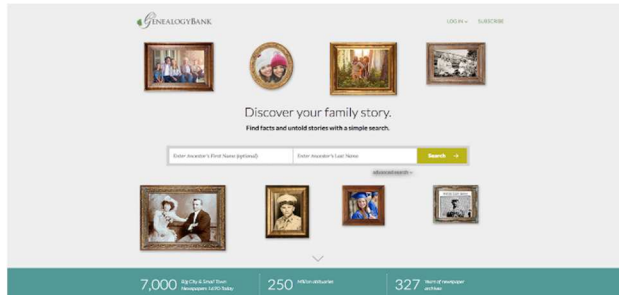 GENEALOGYBANK
LOG IN
SUBSCRIBE
Discover your family story.
Find facts and untold stories with a simple search.
Enter Ancestor's First Name (optional)
Enter Ancestor's Last Name
Search →
advanced search
7,000 Big City & Small Town
Newspapers 1690-Today
250 Million obituaries
327 Years of newspaper
archives